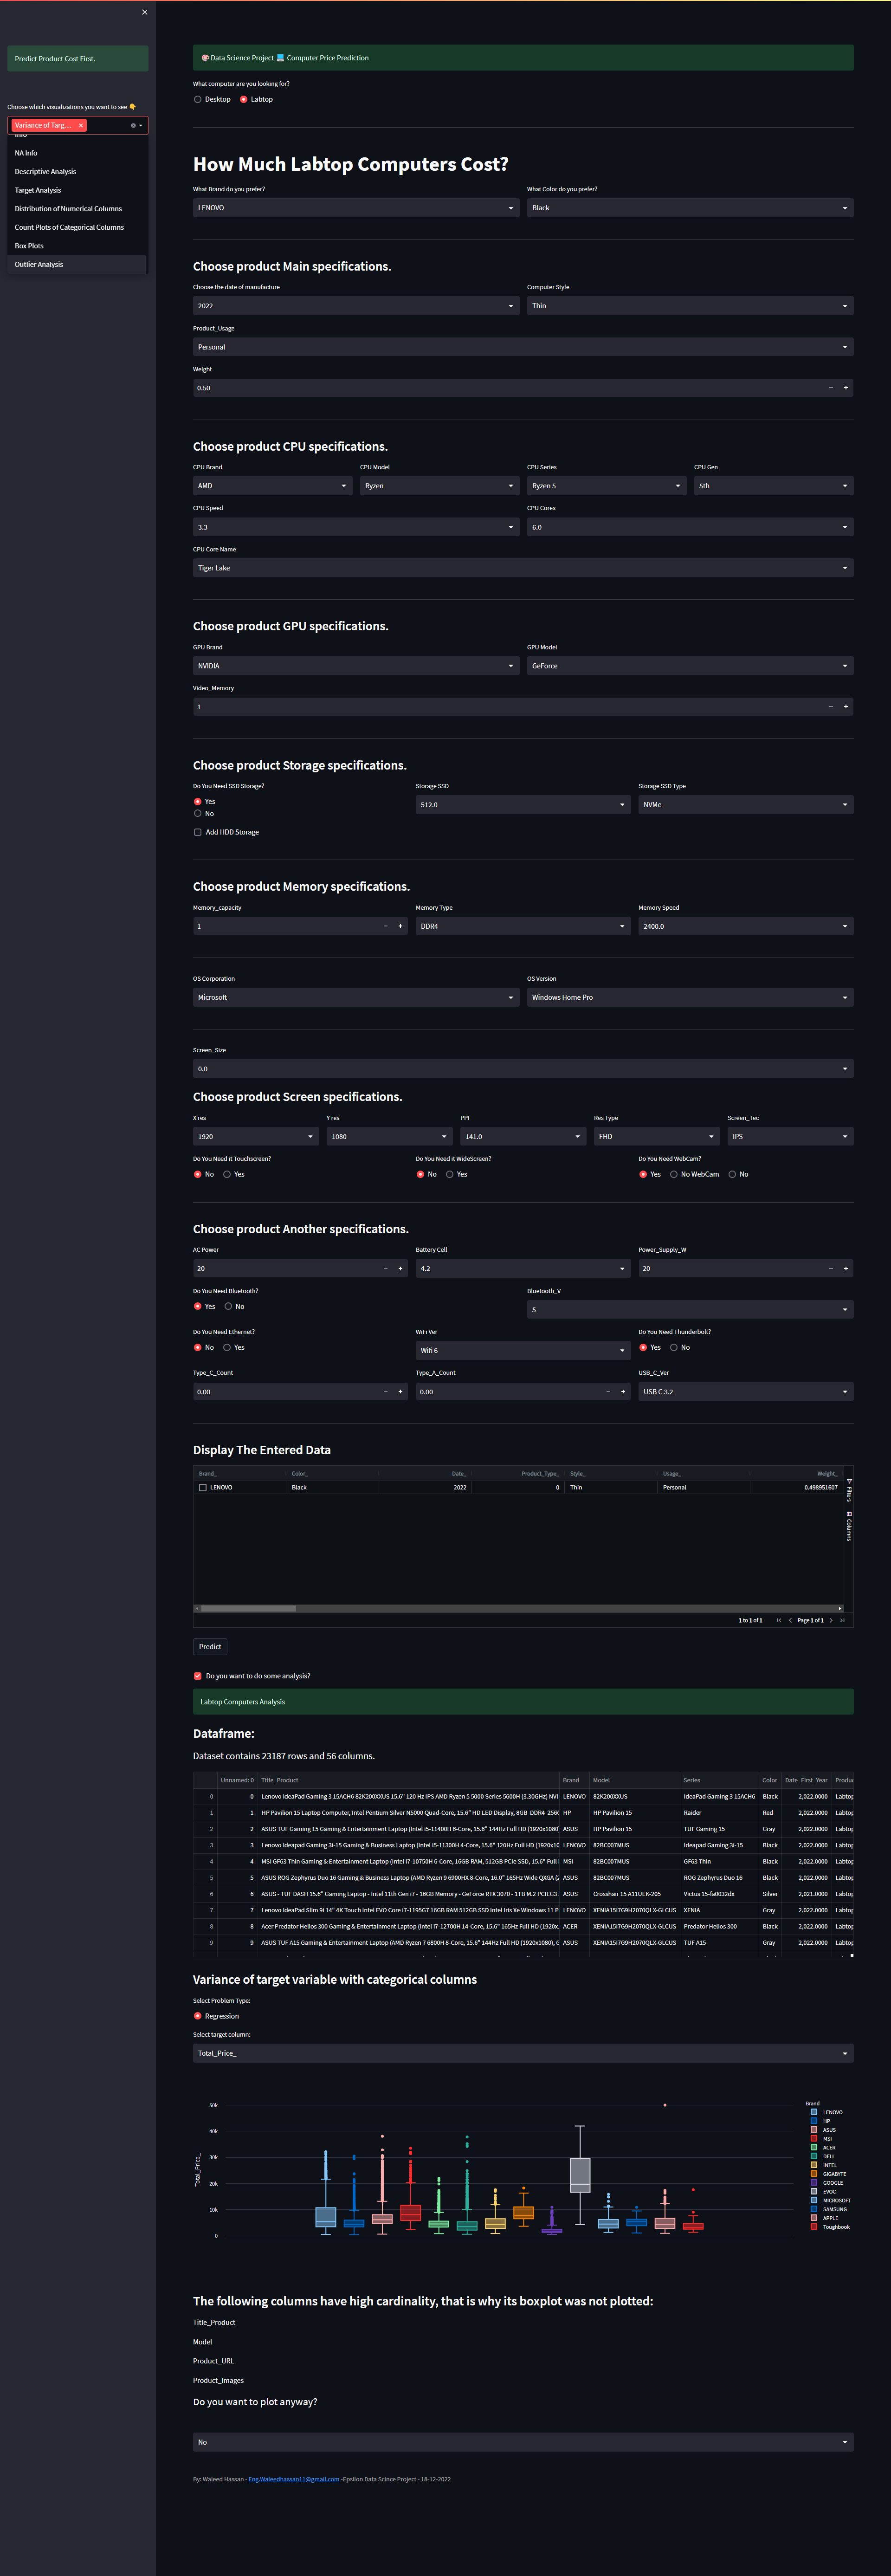 Predict Product Cost First.
Choose which visualizations you want to see 👇
Variance of Targ...
Info
NA Info
Descriptive Analysis
Target Analysis
Distribution of Numerical Columns
Count Plots of Categorical Columns
Box Plots
Outlier Analysis
🎯Data Science Project 💻 Computer Price Prediction
What computer are you looking for?
Desktop Labtop
How Much Labtop Computers Cost?
What Brand do you prefer? What Color do you prefer?
LENOVO Black
Choose product Main specifications.
Choose the date of manufacture Computer Style
2022 Thin
Product_Usage
Personal
Weight
0.50
Choose product CPU specifications.
CPU Brand CPU Model CPU Series CPU Gen
AMD Ryzen Ryzen 5 5th
CPU Speed CPU Cores
3.3 6.0
CPU Core Name
Tiger Lake
Choose product GPU specifications.
GPU Brand GPU Model
NVIDIA GeForce
Video_Memory
1
Choose product Storage specifications.
Do You Need SSD Storage? Storage SSD Storage SSD Type
Yes 512.0 NVMe
No
Add HDD Storage
Choose product Memory specifications.
Memory_capacity Memory Type Memory Speed
1 DDR4 2400.0
OS Corporation OS Version
Microsoft Windows Home Pro
Screen_Size
0.0
Choose product Screen specifications.
X res Y res PPI Res Type Screen_Tec
1920 1080 141.0 FHD IPS
Do You Need it Touchscreen? Do You Need it WideScreen? Do You Need WebCam?
No Yes No Yes Yes No WebCam No
Choose product Another specifications.
AC Power Battery Cell Power_Supply_W
20 4.2 20
Do You Need Bluetooth? Bluetooth_V
Yes No 5
Do You Need Ethernet? WiFi Ver Do You Need Thunderbolt?
No Yes Wifi 6 Yes No
Type_C_Count Type_A_Count USB_C_Ver
0.00 0.00 USB C 3.2
Display The Entered Data
Brand_ Color_ Date_ Product_Type_ Style_ Usage_ Weight_
LENOVO Black 2022 0 Thin Personal 0.498951607
Filters
Columns
1 to 1 of 1 Page 1 of 1
Predict
Do you want to do some analysis?
Labtop Computers Analysis
Dataframe:
Dataset contains 23187 rows and 56 columns.
Unnamed: 0 Title_Product Brand Model Series Color Date_First_Year Produc
0 0 Lenovo IdeaPad Gaming 3 15ACH6 82K200XXUS 15.6" 120 Hz IPS AMD Ryzen 5 5000 Series 5600H (3.30GHz) NVI LENOVO 82K200XXUS IdeaPad Gaming 3 15ACH6 Black 2,022.0000 Labtop
1 1 HP Pavilion 15 Laptop Computer, Intel Pentium Silver N5000 Quad-Core, 15.6" HD LED Display, 8GB DDR4 256G HP HP Pavilion 15 Raider Red 2,022.0000 Labtop
2 2 ASUS TUF Gaming 15 Gaming & Entertainment Laptop (Intel i5-11400H 6-Core, 15.6" 144Hz Full HD (1920x1080) ASUS HP Pavilion 15 TUF Gaming 15 Gray 2,022.0000 Labtop
3 3 Lenovo Ideapad Gaming 3i-15 Gaming & Business Laptop (Intel i5-11300H 4-Core, 15.6" 120Hz Full HD (1920x10 LENOVO 82BC007MUS Ideapad Gaming 3i-15 Black 2,022.0000 Labtop
4 4 MSI GF63 Thin Gaming & Entertainment Laptop (Intel i7-10750H 6-Core, 16GB RAM, 512GB PCIe SSD, 15.6" Full MSI 82BC007MUS GF63 Thin Black 2,022.0000 Labtop
5 5 ASUS ROG Zephyrus Duo 16 Gaming & Business Laptop (AMD Ryzen 9 6900HX 8-Core, 16.0" 165Hz Wide QXGA (2 ASUS 82BC007MUS ROG Zephyrus Duo 16 Black 2,022.0000 Labtop
6 6 ASUS - TUF DASH 15.6" Gaming Laptop - Intel 11th Gen i7 - 16GB Memory - GeForce RTX 3070 - 1TB M.2 PCIEG3 ASUS Crosshair 15 A11UEK-205 Victus 15-fa0032dx Silver 2,021.0000 Labtop
7 7 Lenovo IdeaPad Slim 9i 14" 4K Touch Intel EVO Core i7-1195G7 16GB RAM 512GB SSD Intel Iris Xe Windows 11 P LENOVO XENIA15I7G9H2070QLX-GLCUS XENIA Gray 2,022.0000 Labtop
8 8 Acer Predator Helios 300 Gaming & Entertainment Laptop (Intel i7-12700H 14-Core, 15.6" 165Hz Full HD (1920x ACER XENIA15I7G9H2070QLX-GLCUS Predator Helios 300 Black 2,022.0000 Labtop
9 9 ASUS TUF A15 Gaming & Entertainment Laptop (AMD Ryzen 7 6800H 8-Core, 15.6" 144Hz Full HD (1920x1080), G ASUS XENIA15I7G9H2070QLX-GLCUS TUF A15 Gray 2,022.0000 Labtop
Variance of target variable with categorical columns
Select Problem Type:
Regression
Select target column:
Total_Price_
Total_Price_
50k
40k
30k
20k
10k
0
Brand
LENOVO
HP
ASUS
MSI
ACER
DELL
INTEL
GIGABYTE
GOOGLE
EVOC
MICROSOFT
SAMSUNG
APPLE
Toughbook
The following columns have high cardinality, that is why its boxplot was not plotted:
Title_Product
Model
Product_URL
Product_Images
Do you want to plot anyway?
No
By: Waleed Hassan - Eng.Waleedhassan11@gmail.com -Epsilon Data Scince Project - 18-12-2022